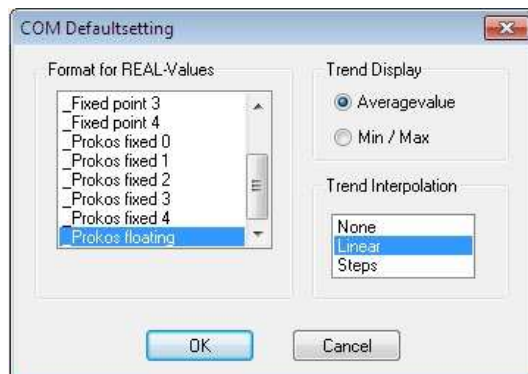 COM Defaultsetting
Format for REAL-Values
_Fixed point 3
_Fixed point 4
_Prokos fixed 0
_Prokos fixed 1
_Prokos fixed 2
_Prokos fixed 3
_Prokos fixed 4
_Prokos floating
Trend Display
Averagevalue
Min / Max
Trend Interpolation
None
Linear
Steps
OK
Cancel